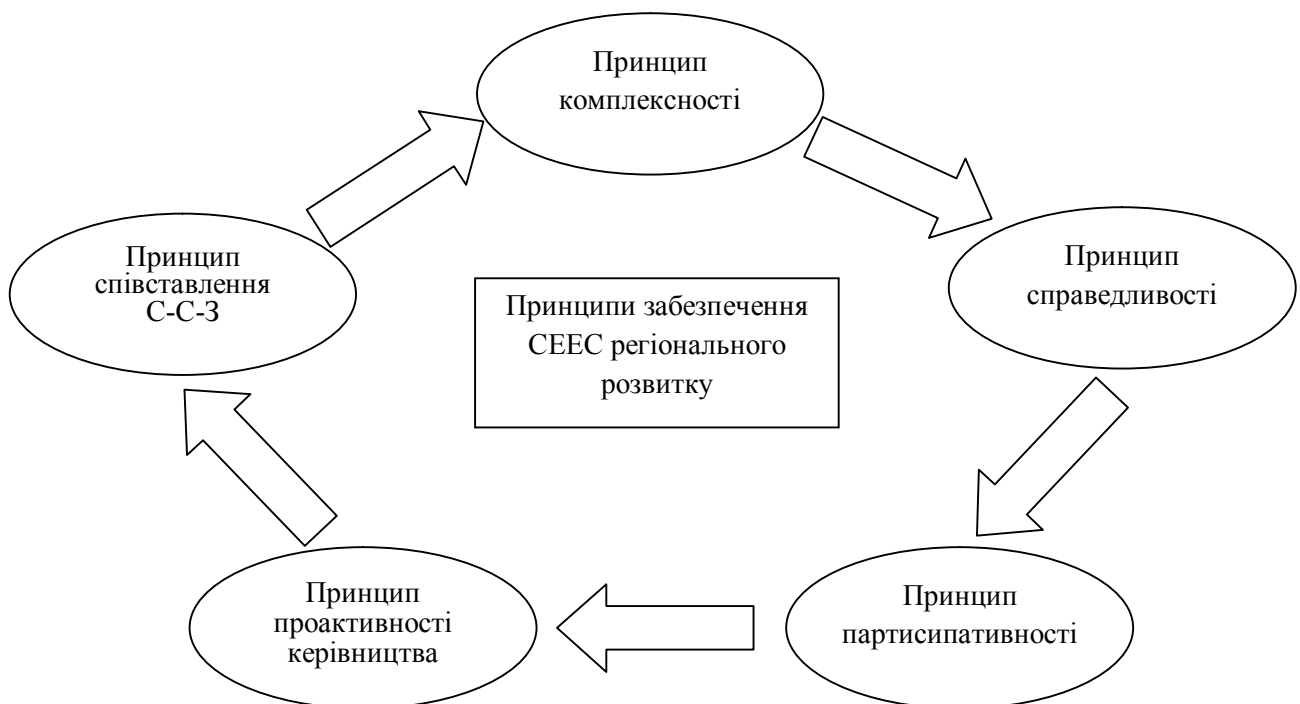 Принцип
комплексності
Принцип
співставлення
С-С-З
Принцип
справедливості
Принципи забезпечення
СЕЕС регіонального
розвитку
Принцип
проактивності
керівництва
Принцип
партисипативності